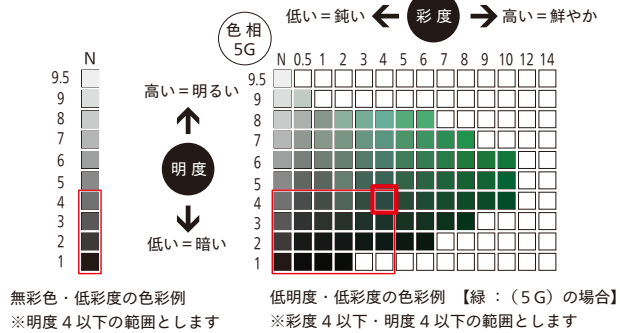 低い＝鈍い 彩度 高い＝鮮やか
色相
5G
N
N 0.5 1 2 3 4 5 6 7 8 9 10 12 14
9.5
9
8
7
6
5
4
3
2
1
高い＝明るい
明度
低い＝暗い
9.5
9
8
7
6
5
4
3
2
1
無彩色・低彩度の色彩例
※明度４以下の範囲とします
低明度・低彩度の色彩例 【緑：（５Ｇ）の場合】
※彩度４以下・明度４以下の範囲とします